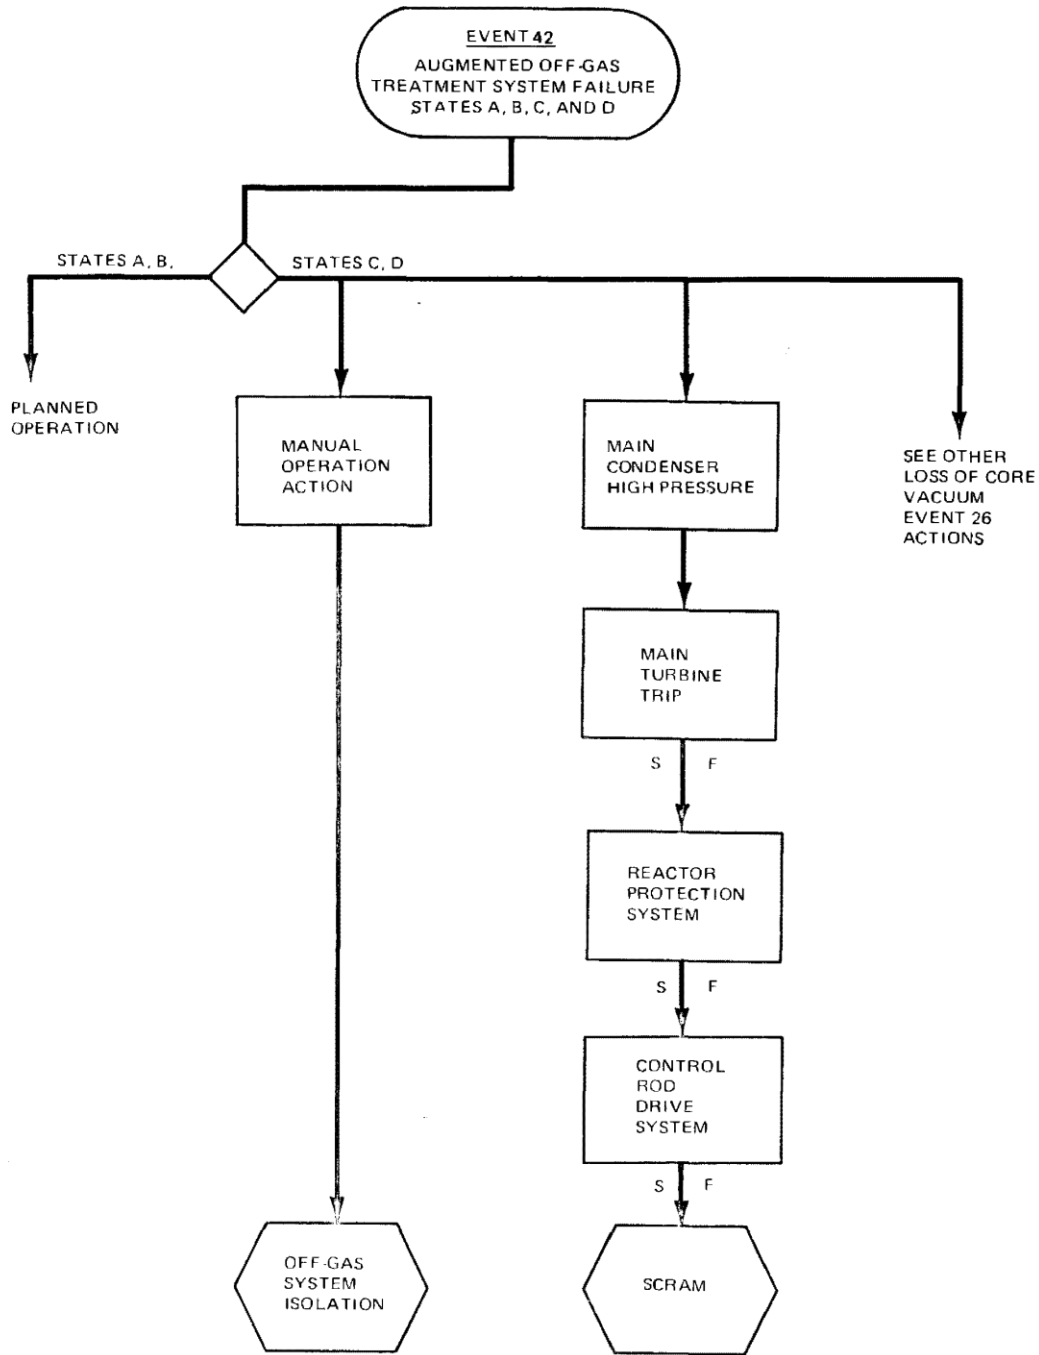 EVENT 42
AUGMENTED OFF-GAS
TREATMENT SYSTEM FAILURE
STATES A, B, C, AND D
STATES A, B,
STATES C, D
PLANNED
OPERATION
MANUAL
OPERATION
ACTION
MAIN
CONDENSER
HIGH PRESSURE
SEE OTHER
LOSS OF CORE
VACUUM
EVENT 26
ACTIONS
MAIN
TURBINE
TRIP
S F
REACTOR
PROTECTION
SYSTEM
S F
CONTROL
ROD
DRIVE
SYSTEM
S F
OFF-GAS
SYSTEM
ISOLATION
SCRAM